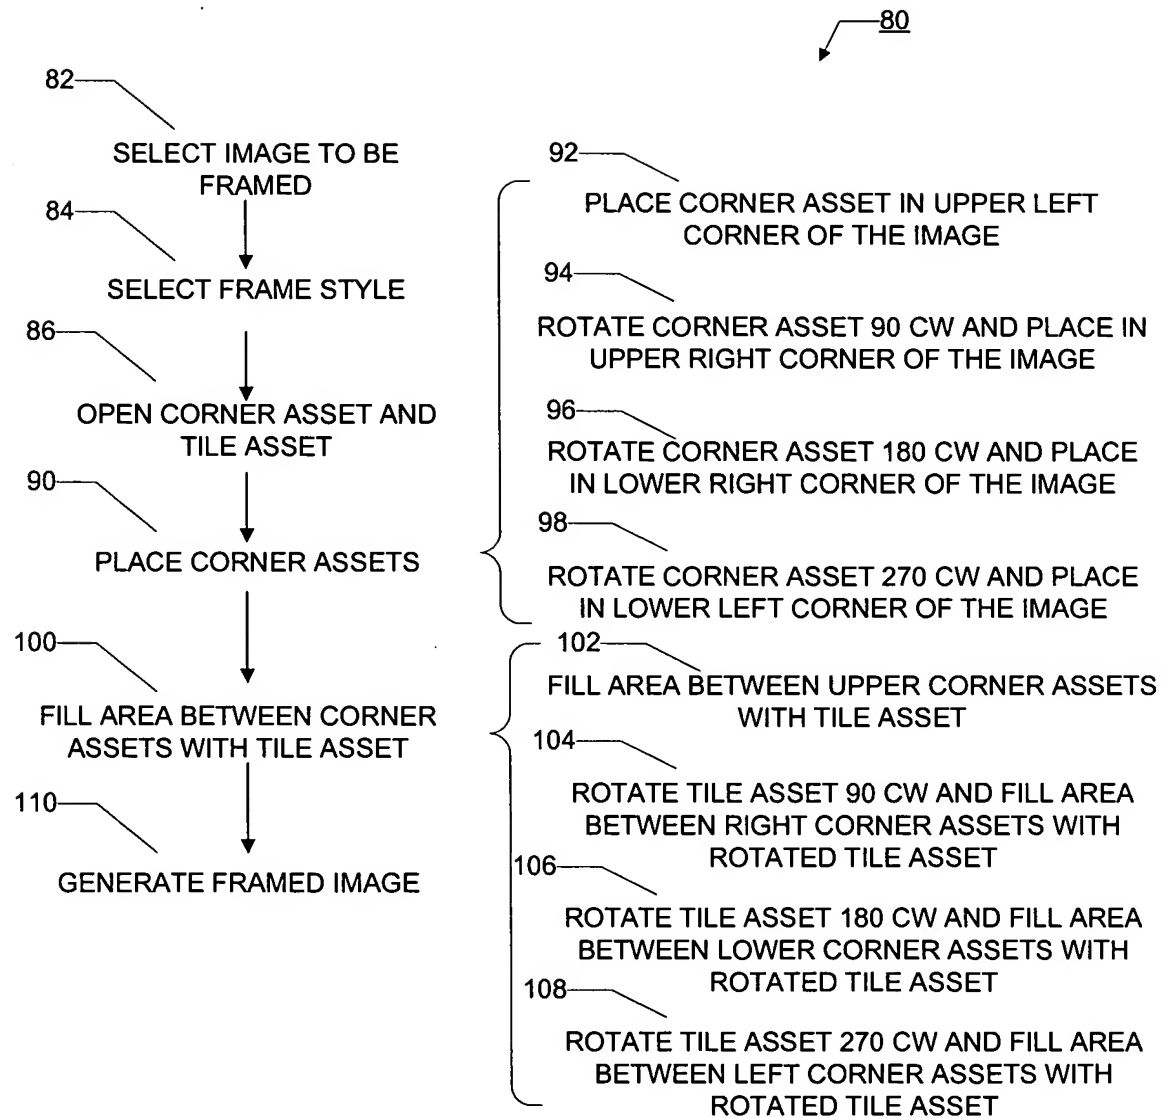 80
82
SELECT IMAGE TO BE
FRAMED
84
SELECT FRAME STYLE
86
OPEN CORNER ASSET AND
TILE ASSET
90
PLACE CORNER ASSETS
100
FILL AREA BETWEEN CORNER
ASSETS WITH TILE ASSET
110
GENERATE FRAMED IMAGE
92
PLACE CORNER ASSET IN UPPER LEFT
CORNER OF THE IMAGE
94
ROTATE CORNER ASSET 90 CW AND PLACE IN
UPPER RIGHT CORNER OF THE IMAGE
96
ROTATE CORNER ASSET 180 CW AND PLACE
IN LOWER RIGHT CORNER OF THE IMAGE
98
ROTATE CORNER ASSET 270 CW AND PLACE
IN LOWER LEFT CORNER OF THE IMAGE
102
FILL AREA BETWEEN UPPER CORNER ASSETS
WITH TILE ASSET
104
ROTATE TILE ASSET 90 CW AND FILL AREA
BETWEEN RIGHT CORNER ASSETS WITH
ROTATED TILE ASSET
106
ROTATE TILE ASSET 180 CW AND FILL AREA
BETWEEN LOWER CORNER ASSETS WITH
ROTATED TILE ASSET
108
ROTATE TILE ASSET 270 CW AND FILL AREA
BETWEEN LEFT CORNER ASSETS WITH
ROTATED TILE ASSET